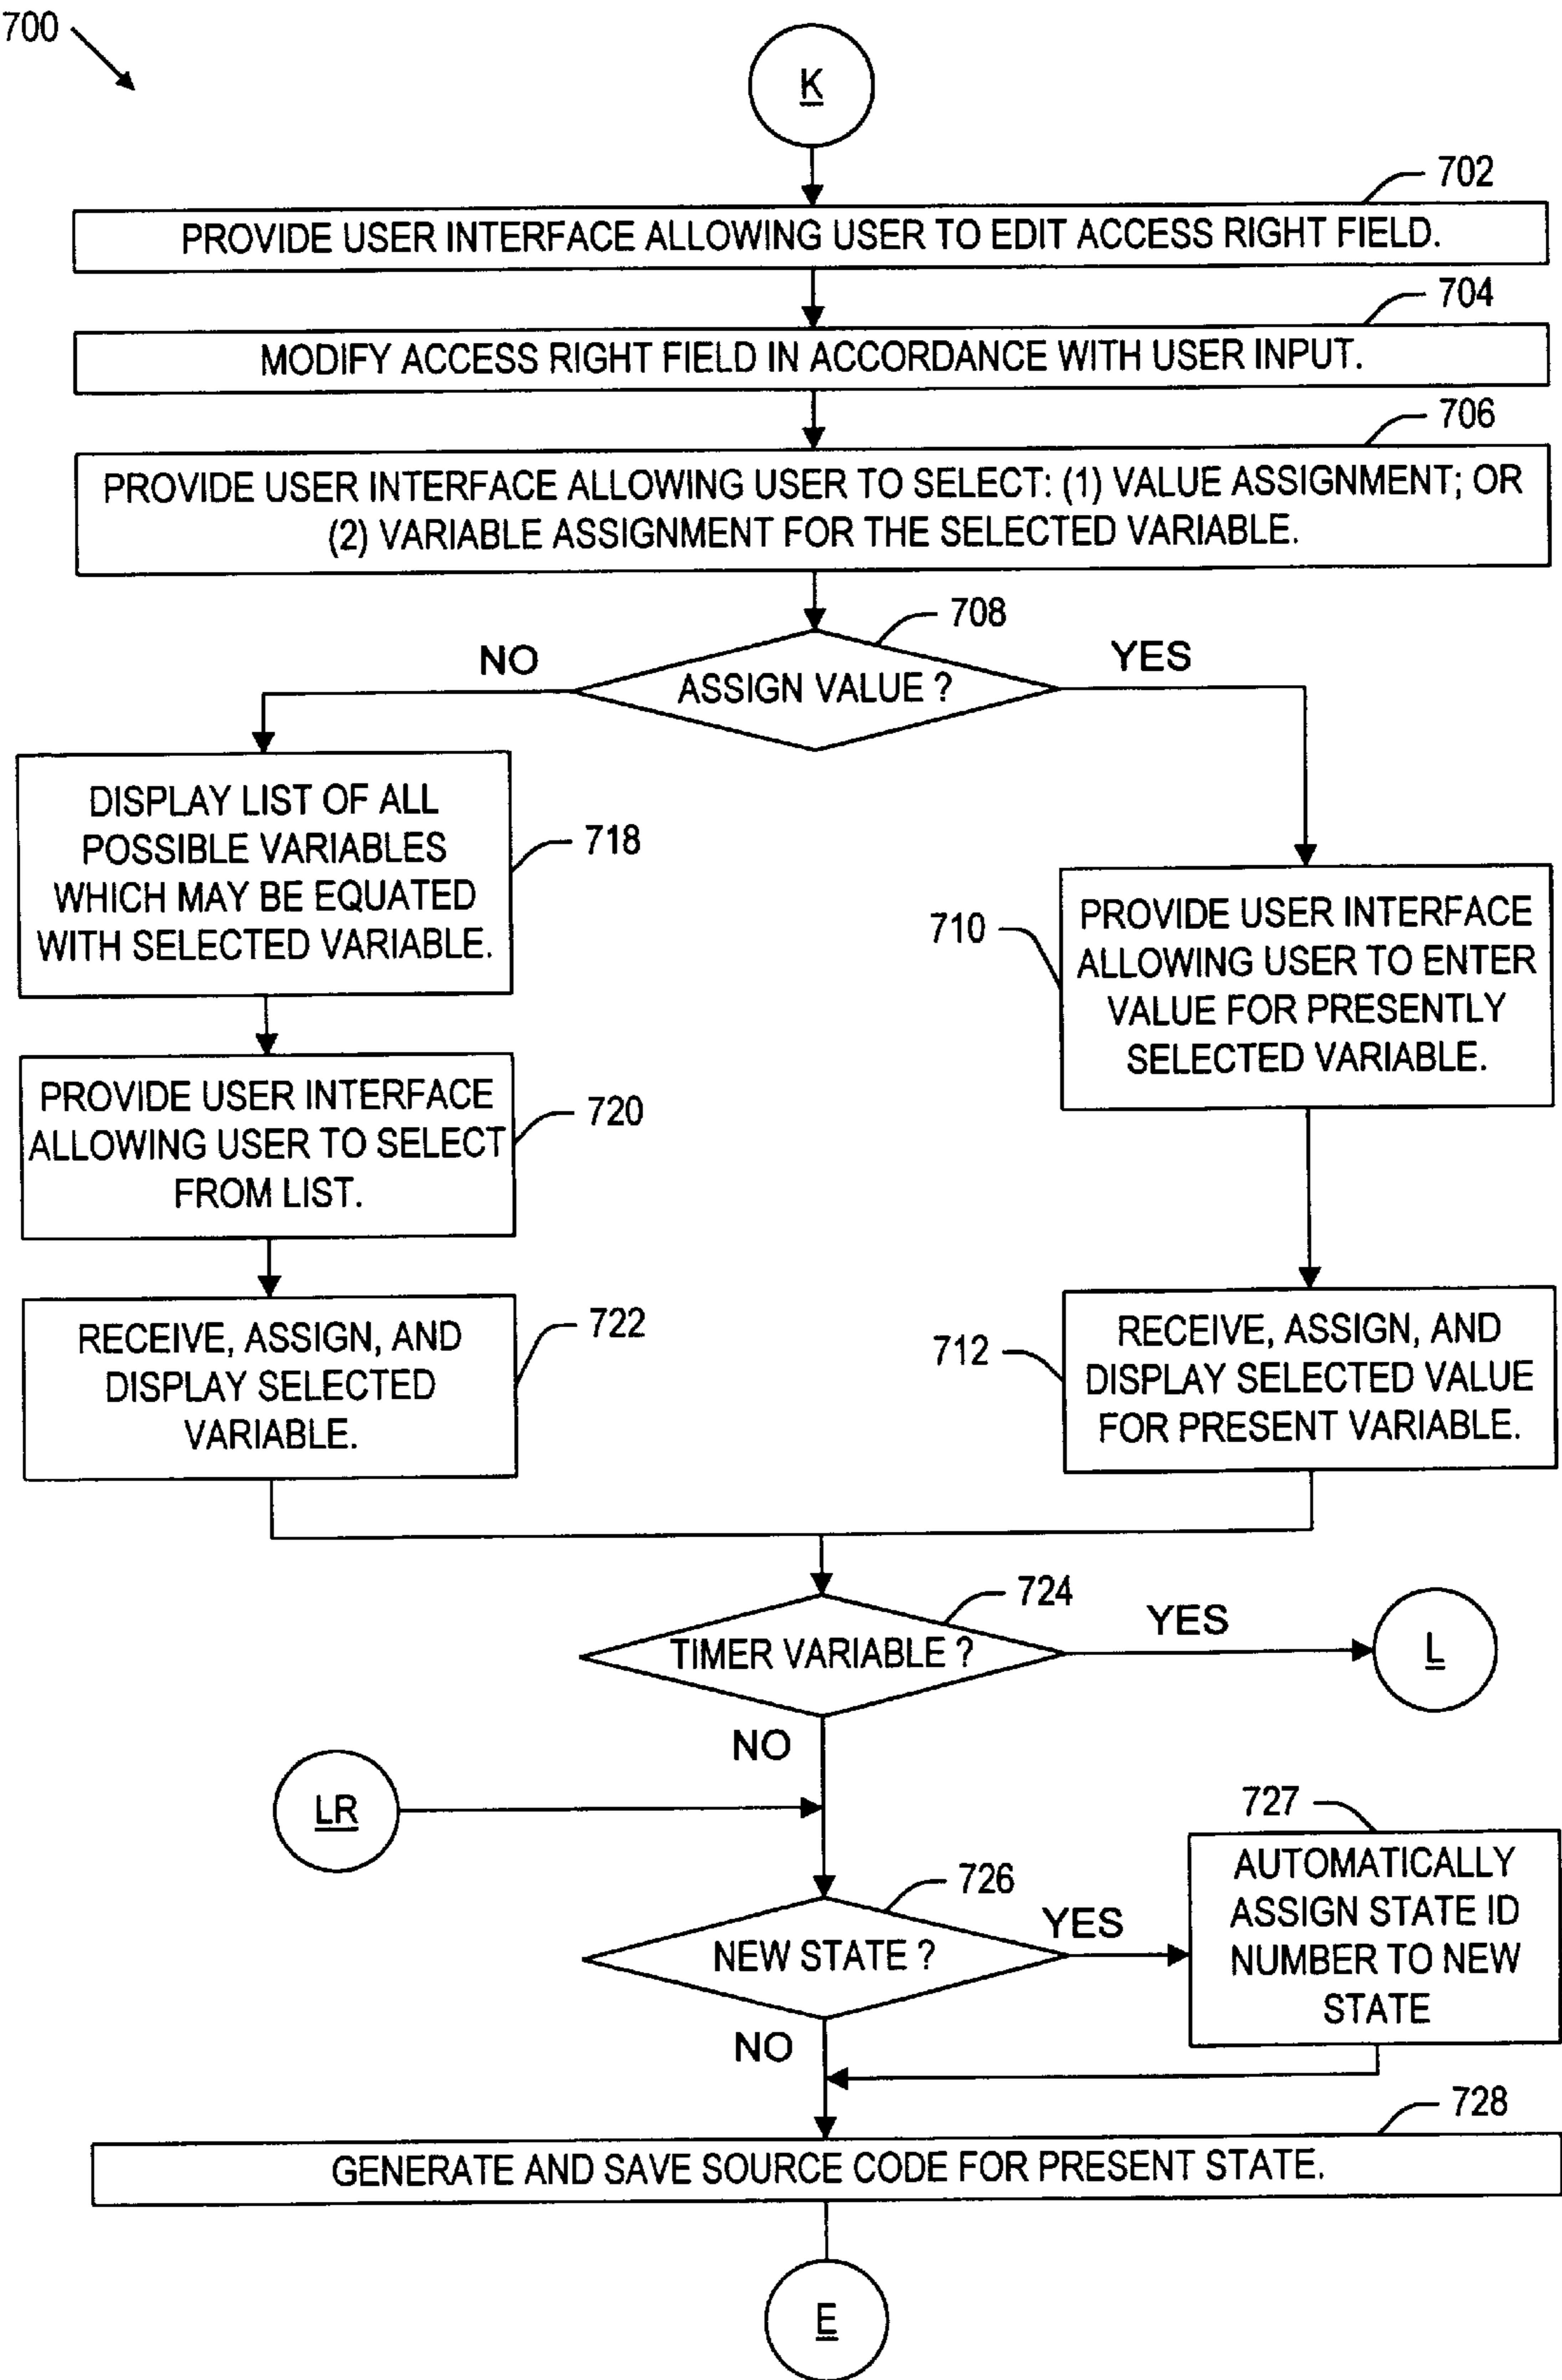 700
K
702
PROVIDE USER INTERFACE ALLOWING USER TO EDIT ACCESS RIGHT FIELD.
704
MODIFY ACCESS RIGHT FIELD IN ACCORDANCE WITH USER INPUT.
706
PROVIDE USER INTERFACE ALLOWING USER TO SELECT: (1) VALUE ASSIGNMENT; OR
(2) VARIABLE ASSIGNMENT FOR THE SELECTED VARIABLE.
708
NO
ASSIGN VALUE ?
YES
DISPLAY LIST OF ALL
POSSIBLE VARIABLES
WHICH MAY BE EQUATED
WITH SELECTED VARIABLE.
718
710
PROVIDE USER INTERFACE
ALLOWING USER TO ENTER
VALUE FOR PRESENTLY
SELECTED VARIABLE.
PROVIDE USER INTERFACE
ALLOWING USER TO SELECT
FROM LIST.
720
RECEIVE, ASSIGN, AND
DISPLAY SELECTED
VARIABLE.
722
712
RECEIVE, ASSIGN, AND
DISPLAY SELECTED VALUE
FOR PRESENT VARIABLE.
724
TIMER VARIABLE ?
YES
L
NO
LR
726
NEW STATE ?
YES
727
AUTOMATICALLY
ASSIGN STATE ID
NUMBER TO NEW
STATE
NO
728
GENERATE AND SAVE SOURCE CODE FOR PRESENT STATE.
E